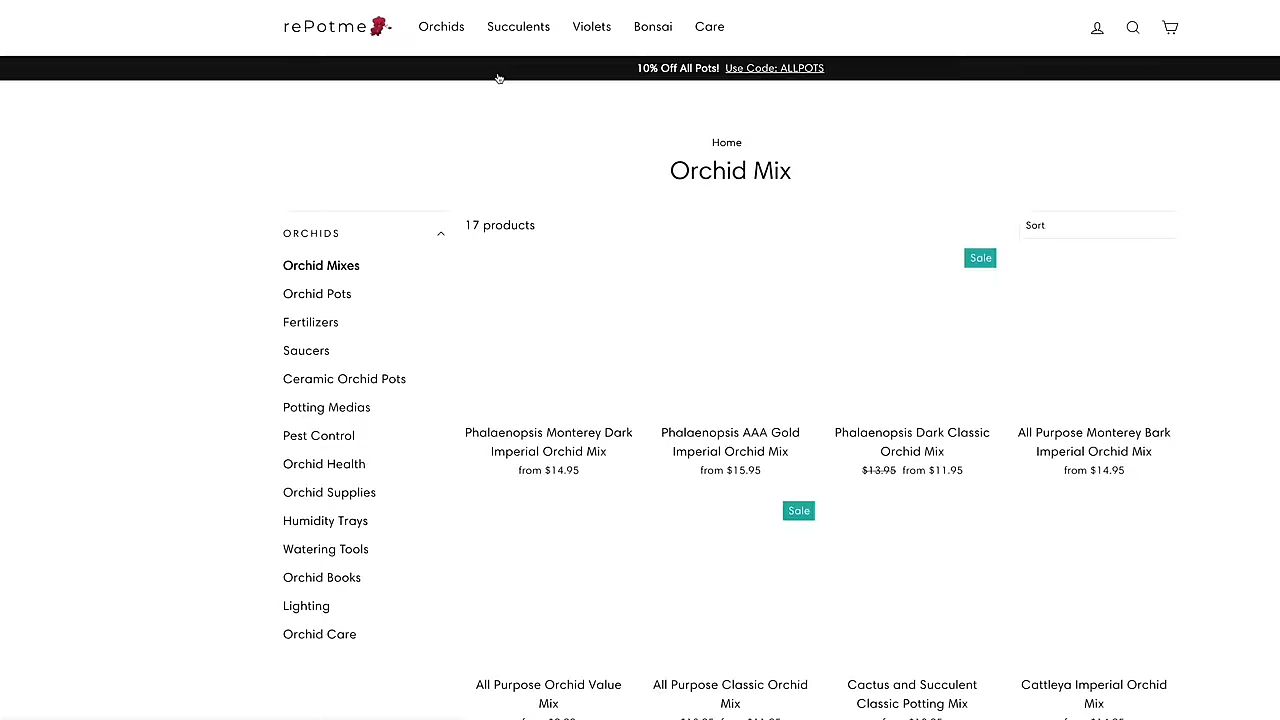 rePotme Orchids Succulents Violets Bonsai Care
10% Off All Pots! Use Code: ALLPOTS
Home
Orchid Mix
ORCHIDS
Orchid Mixes
Orchid Pots
Fertilizers
Saucers
Ceramic Orchid Pots
Potting Medias
Pest Control
Orchid Health
Orchid Supplies
Humidity Trays
Watering Tools
Orchid Books
Lighting
Orchid Care
17 products
Sort
Sale
Phalaenopsis Monterey Dark
Imperial Orchid Mix
from $14.95
Phalaenopsis AAA Gold
Imperial Orchid Mix
from $15.95
Phalaenopsis Dark Classic
Orchid Mix
$13.95 from $11.95
All Purpose Monterey Bark
Imperial Orchid Mix
from $14.95
Sale
All Purpose Orchid Value
Mix
All Purpose Classic Orchid
Mix
Cactus and Succulent
Classic Potting Mix
Cattleya Imperial Orchid
Mix